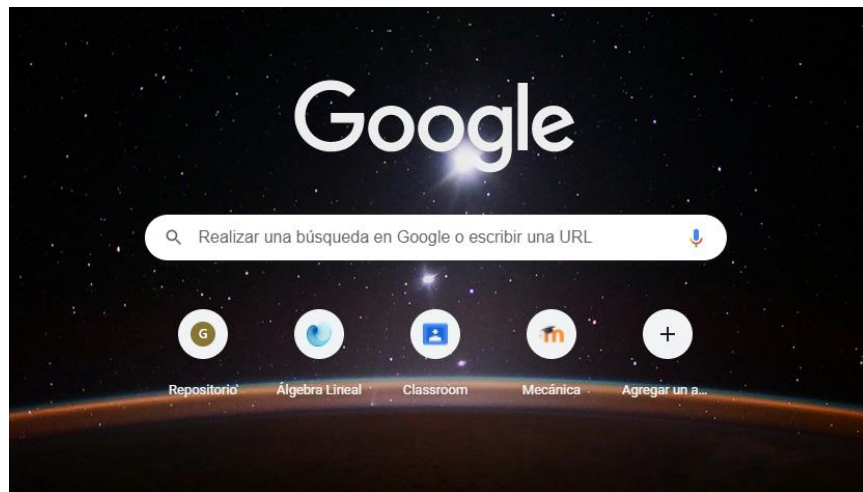 Google
Realizar una búsqueda en Google o escribir una URL
G
Repositorio
Álgebra Lineal
Classroom
Mecánica
Agregar un a...